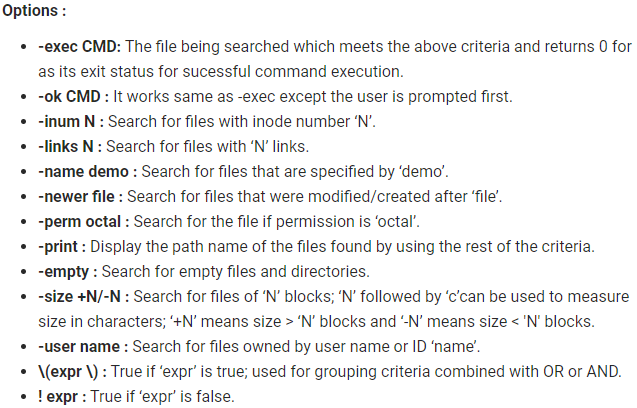 Options :
• -exec CMD: The file being searched which meets the above criteria and returns 0 for
as its exit status for sucessful command execution.
• -ok CMD : It works same as -exec except the user is prompted first.
• -inum N : Search for files with inode number ‘N’.
• -links N : Search for files with ‘N’ links.
• -name demo : Search for files that are specified by ‘demo’.
• -newer file : Search for files that were modified/created after ‘file’.
• -perm octal : Search for the file if permission is ‘octal’.
• -print : Display the path name of the files found by using the rest of the criteria.
• -empty : Search for empty files and directories.
• -size +N/-N : Search for files of ‘N’ blocks; ‘N’ followed by ‘c’can be used to measure
size in characters; ‘+N’ means size > ‘N’ blocks and ‘-N’ means size < 'N' blocks.
• -user name : Search for files owned by user name or ID ‘name’.
• \(expr \) : True if ‘expr’ is true; used for grouping criteria combined with OR or AND.
• ! expr : True if ‘expr’ is false.